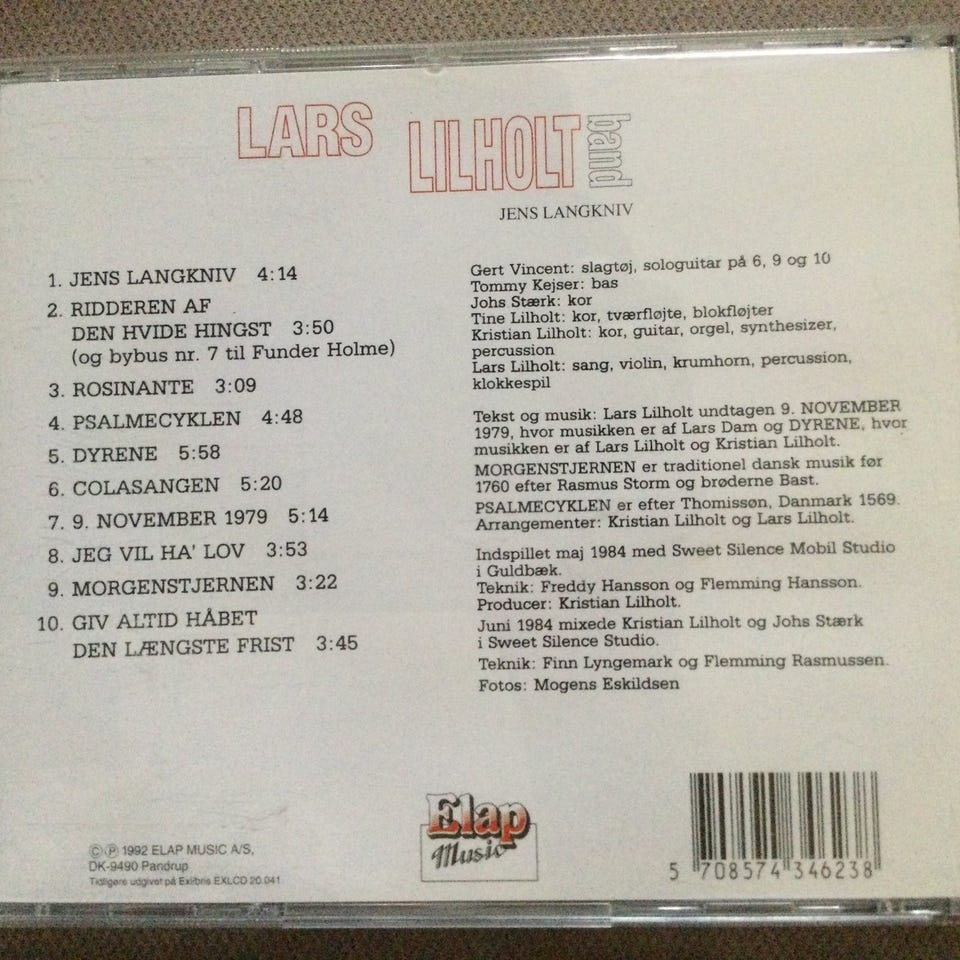 LARS LILHOLT band
JENS LANGKNIV
1. JENS LANGKNIV 4:14
2. RIDDEREN AF
DEN HVIDE HINGST 3:50
(og bybus nr. 7 til Funder Holme)
3. ROSINANTE 3:09
4. PSALMECYKLEN 4:48
5. DYRENE 5:58
6. COLASANGEN 5:20
7. 9. NOVEMBER 1979 5:14
8. JEG VIL HA' LOV 3:53
9. MORGENSTJERNEN 3:22
10. GIV ALTID HÅBET
DEN LÆNGSTE FRIST 3:45
Gert Vincent: slagtøj, sologuitar på 6, 9 og 10
Tommy Kejser: bas
Johs Stærk: kor
Tine Lilholt: kor, tværfløjte, blokfløjter
Kristian Lilholt: kor, guitar, orgel, synthesizer,
percussion
Lars Lilholt: sang, violin, krumhorn, percussion,
klokkespil
Tekst og musik: Lars Lilholt undtagen 9. NOVEMBER
1979, hvor musikken er af Lars Dam og DYRENE, hvor
musikken er af Lars Lilholt og Kristian Lilholt.
MORGENSTJERNEN er traditionel dansk musik før
1760 efter Rasmus Storm og brøderne Bast.
PSALMECYKLEN er efter Thomissøn, Danmark 1569.
Arrangementer: Kristian Lilholt og Lars Lilholt.
Indspillet maj 1984 med Sweet Silence Mobil Studio
i Guldbæk.
Teknik: Freddy Hansson og Flemming Hansson.
Producer: Kristian Lilholt.
Juni 1984 mixede Kristian Lilholt og Johs Stærk
i Sweet Silence Studio.
Teknik: Finn Lyngemark og Flemming Rasmussen.
Fotos: Mogens Eskildsen
©℗ 1992 ELAP MUSIC A/S,
DK-9490 Pandrup
Tidligere udgivet på Exlibris EXLCD 20.041
Elap
Music
5 708574 346238